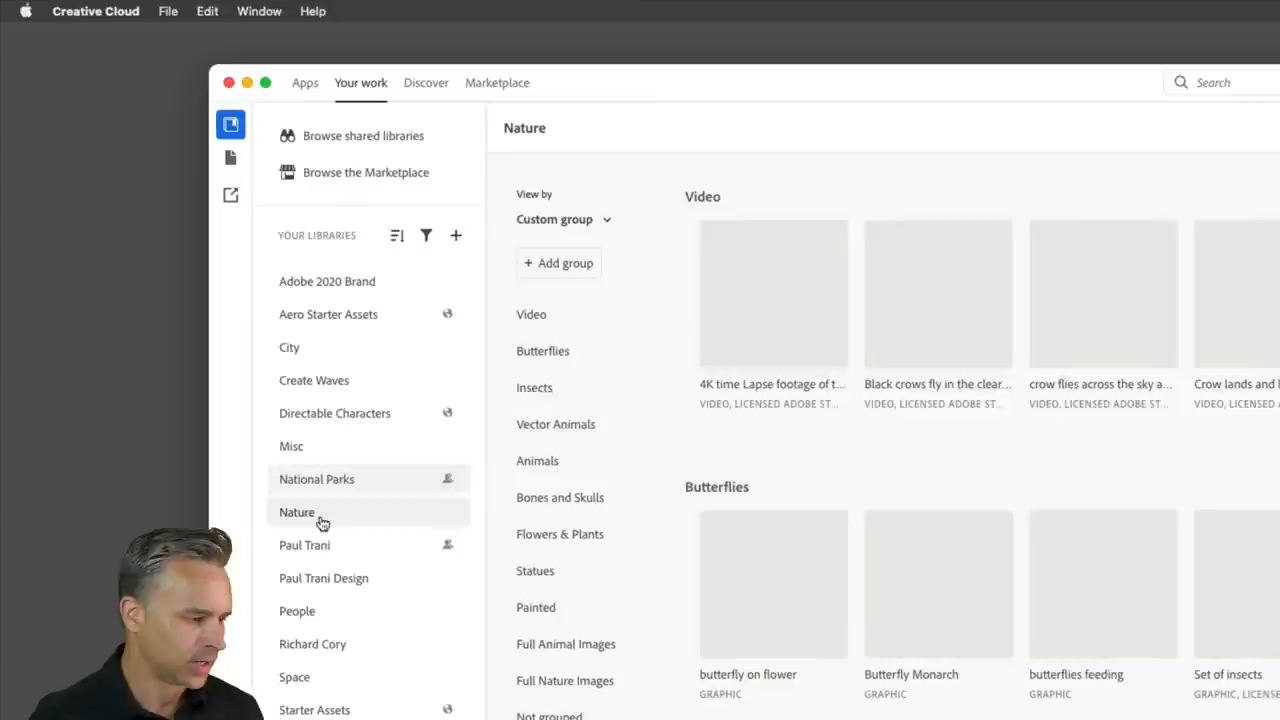 Creative Cloud File Edit Window Help
Apps Your work Discover Marketplace
Search
Browse shared libraries
Browse the Marketplace
YOUR LIBRARIES
Adobe 2020 Brand
Aero Starter Assets
City
Create Waves
Directable Characters
Misc
National Parks
Nature
Paul Trani
Paul Trani Design
People
Richard Cory
Space
Starter Assets
Nature
View by
Custom group
+ Add group
Video
Butterflies
Insects
Vector Animals
Animals
Bones and Skulls
Flowers & Plants
Statues
Painted
Full Animal Images
Full Nature Images
Not grouped
Video
4K time Lapse footage of t...
VIDEO, LICENSED ADOBE ST...
Black crows fly in the clear...
VIDEO, LICENSED ADOBE ST...
crow flies across the sky a...
VIDEO, LICENSED ADOBE ST...
Crow lands and
VIDEO, LICENSED
Butterflies
butterfly on flower
GRAPHIC
Butterfly Monarch
GRAPHIC
butterflies feeding
GRAPHIC
Set of insects
GRAPHIC,